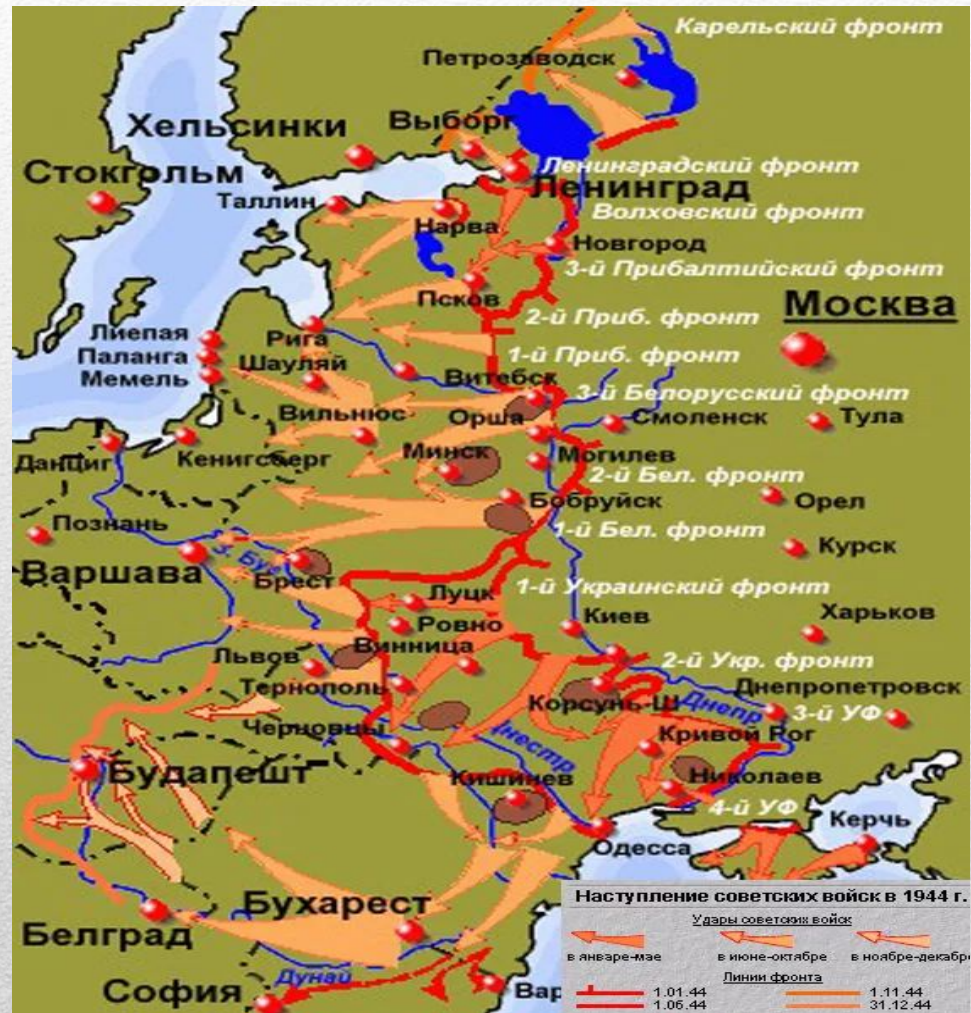 Карельский фронт
Петрозаводск
Хельсинки
Выборг
Стокгольм
Ленинградский фронт
Ленинград
Таллин
Нарва
Волховский фронт
Новгород
3-й Прибалтийский фронт
Псков
Москва
2-й Приб. фронт
Лиепая
Рига
Паланга
Шауляй
1-й Приб. фронт
Мемель
Витебск
3-й Белорусский фронт
Вильнюс
Орша
Смоленск
Тула
Данциг
Кенигсберг
Минск
Могилев
2-й Бел. фронт
Бобруйск
Орел
Познань
1-й Бел. фронт
Варшава
З. Буг
Курск
Брест
Луцк
1-й Украинский фронт
Ровно
Киев
Харьков
Винница
Львов
2-й Укр. фронт
Тернополь
Корсунь-Ш
Днепр
Днепропетровск
3-й УФ
Черновцы
Днестр
Кривой Рог
Будапешт
Кишинев
Николаев
4-й УФ
Керчь
Одесса
Бухарест
Белград
Дунай
София
Вар
Наступление советских войск в 1944 г.
Удары советских войск
в январе-мае
в июне-октябре
в ноябре-декабре
Линии фронта
1.01.44
1.11.44
1.06.44
31.12.44